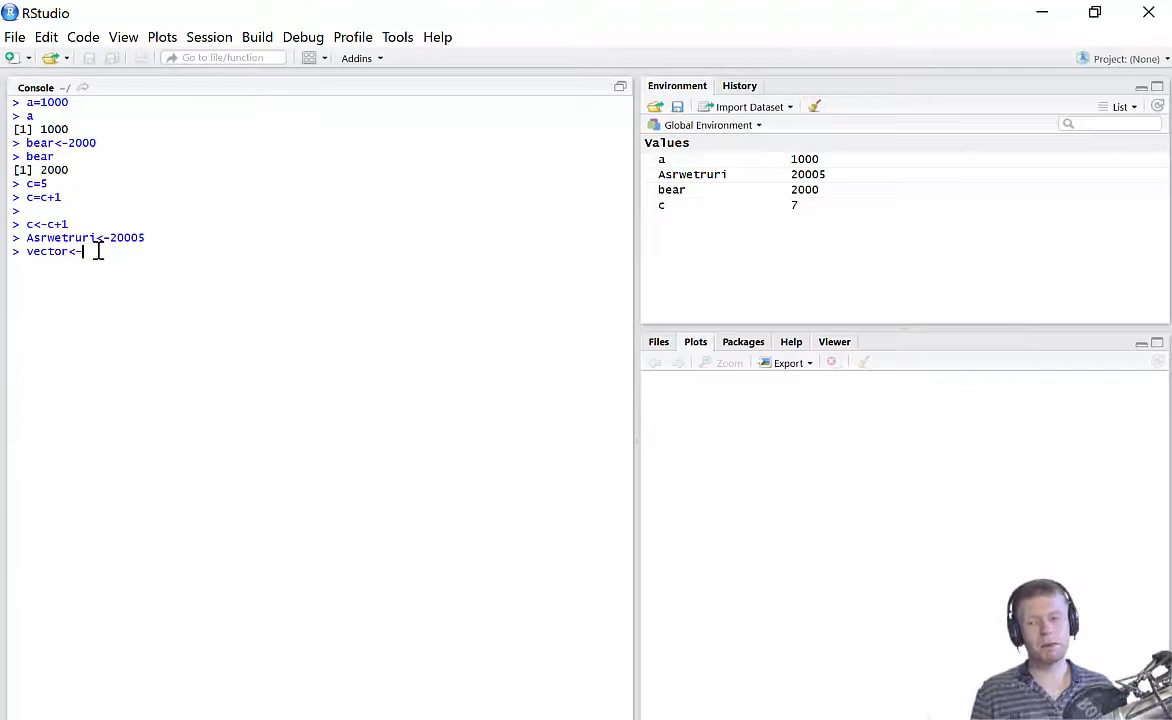 RStudio
File Edit Code View Plots Session Build Debug Profile Tools Help
Go to file/function Addins Project: (None)
Console ~/
> a=1000
> a
[1] 1000
> bear<-2000
> bear
[1] 2000
> c=5
> c=c+1
>
> c<-c+1
> Asrwetruri<-20005
> vector<-
Environment History
Import Dataset List
Global Environment
Values
a 1000
Asrwetruri 20005
bear 2000
c 7
Files Plots Packages Help Viewer
Zoom Export